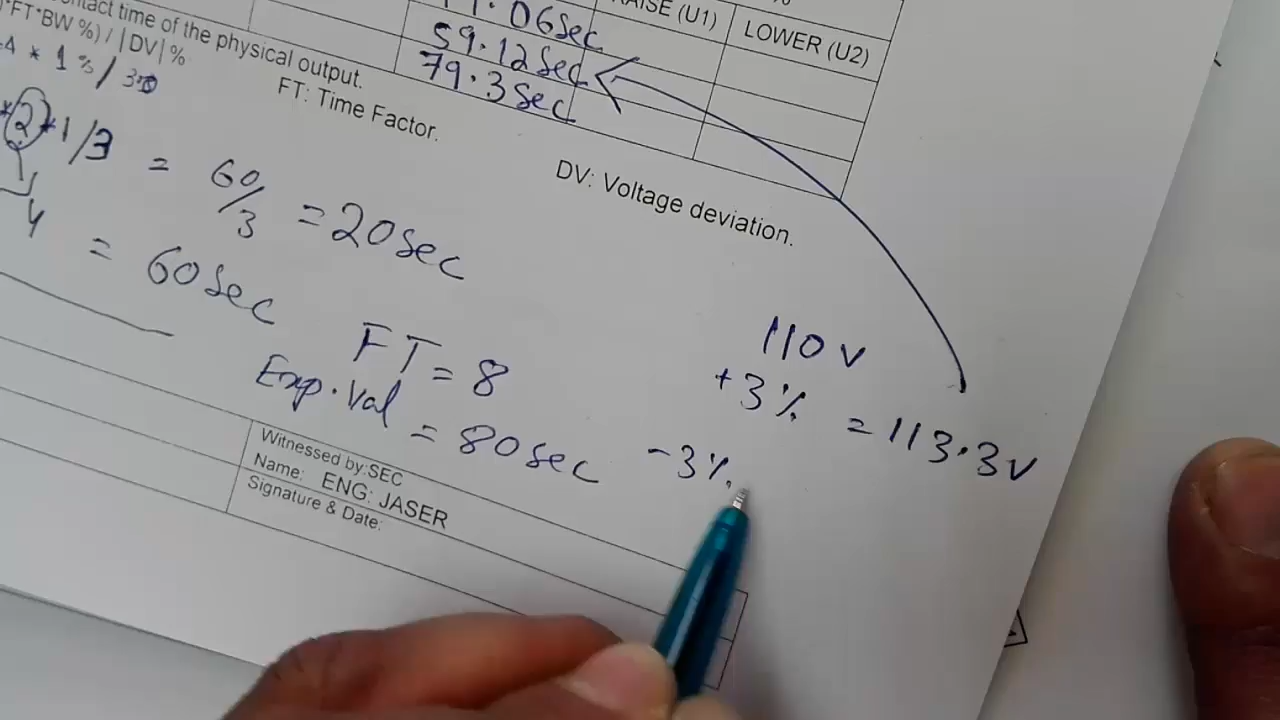 RAISE (U1) LOWER (U2)
.06Sec
59.12Sec
79.3Sec
ntact time of the physical output.
*FT*BW %) / |DV| %
4 * 1 % / 3
FT: Time Factor.
DV: Voltage deviation.
*2*1/3 = 60/3 = 20Sec
4 = 60Sec
FT = 8
Exp.Val = 80sec
110 v
+3% = 113.3v
-3%
Witnessed by:SEC
Name: ENG: JASER
Signature & Date: